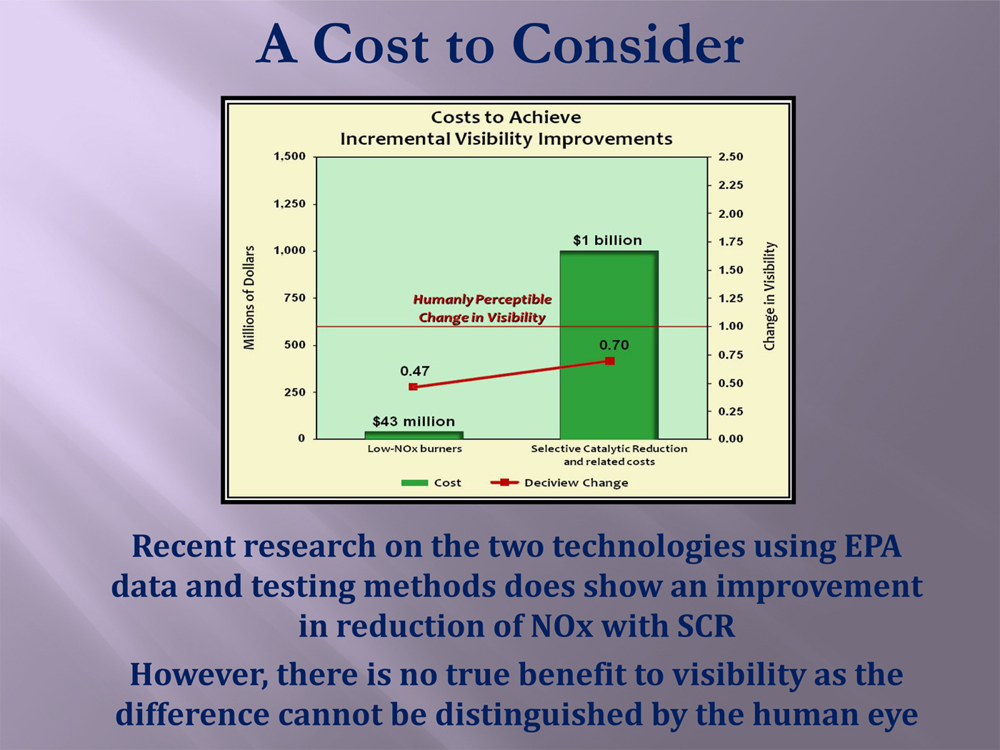 A Cost to Consider
Costs to Achieve
Incremental Visibility Improvements
1,500
1,250
1,000
750
500
250
0
Millions of Dollars
2.50
2.25
2.00
1.75
1.50
1.25
1.00
0.75
0.50
0.25
0.00
Change in Visibility
$1 billion
Humanly Perceptible
Change in Visibility
0.70
0.47
$43 million
Low-NOx burners
Selective Catalytic Reduction
and related costs
Cost
Deciview Change
Recent research on the two technologies using EPA
data and testing methods does show an improvement
in reduction of NOx with SCR
However, there is no true benefit to visibility as the
difference cannot be distinguished by the human eye